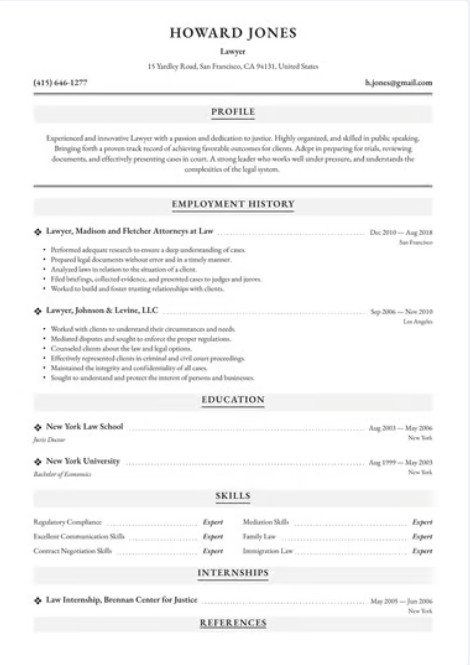 HOWARD JONES
Lawyer
15 Yardley Road, San Francisco, CA 94131, United States
(415) 646-1277
h.jones@gmail.com
PROFILE
Experienced and innovative Lawyer with a passion and dedication to justice. Highly organized, and skilled in public speaking.
Bringing forth a proven track record of achieving favorable outcomes for clients. Adept in preparing for trials, reviewing
documents, and effectively presenting cases in court. A strong leader who works well under pressure, and understands the
complexities of the legal system.
EMPLOYMENT HISTORY
Lawyer, Madison and Fletcher Attorneys at Law
Dec 2010 — Aug 2018
San Francisco
• Performed adequate research to ensure a deep understanding of cases.
• Prepared legal documents without error and in a timely manner.
• Analyzed laws in relation to the situation of a client.
• Filed briefings, collected evidence, and presented cases to judges and jurors.
• Worked to build and foster trusting relationships with clients.
Lawyer, Johnson & Levine, LLC
Sep 2006 — Nov 2010
Los Angeles
• Worked with clients to understand their circumstances and needs.
• Mediated disputes and sought to enforce the proper regulations.
• Counseled clients about the law and legal options.
• Effectively represented clients in criminal and civil court proceedings.
• Maintained the integrity and confidentiality of all cases.
• Sought to understand and protect the interest of persons and businesses.
EDUCATION
New York Law School
Aug 2003 — May 2006
Juris Doctor
New York
New York University
Aug 1999 — May 2003
Bachelor of Economics
New York
SKILLS
Regulatory Compliance Expert
Mediation Skills Expert
Excellent Communication Skills Expert
Family Law Expert
Contract Negotiation Skills Expert
Immigration Law Expert
INTERNSHIPS
Law Internship, Brennan Center for Justice
May 2005 — Jun 2006
New York
REFERENCES